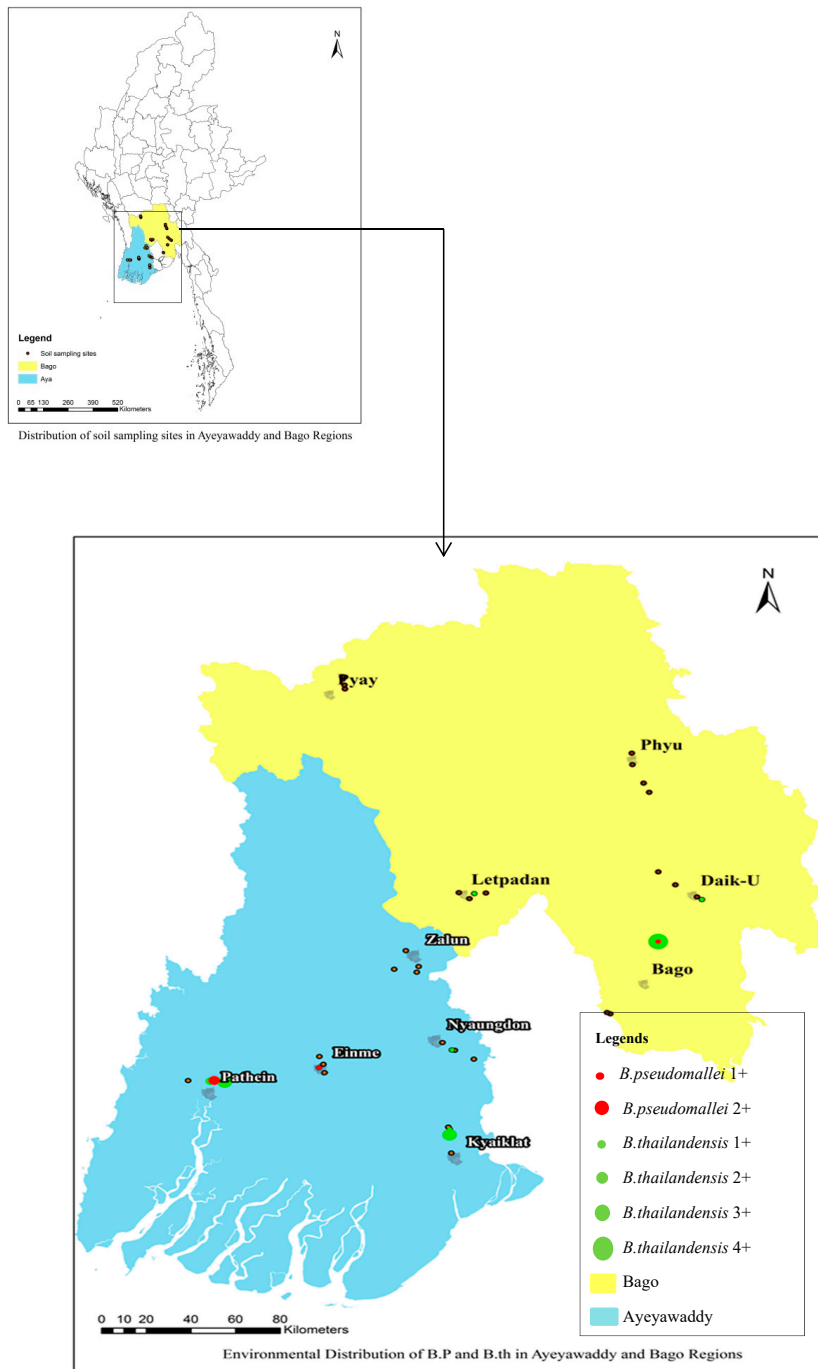 N
Legend
Soil sampling sites
Bago
Aya
0 65 130 260 390 520
Kilometers
Distribution of soil sampling sites in Ayeyawaddy and Bago Regions
N
Pyay
Phyu
Letpadan
Daik-U
Zalun
Bago
Nyaungdon
Einme
Pathein
Kyaiklat
Legends
B.pseudomallei 1+
B.pseudomallei 2+
B.thailandensis 1+
B.thailandensis 2+
B.thailandensis 3+
B.thailandensis 4+
Bago
Ayeyawaddy
0 10 20 40 60 80
Kilometers
Environmental Distribution of B.P and B.th in Ayeyawaddy and Bago Regions